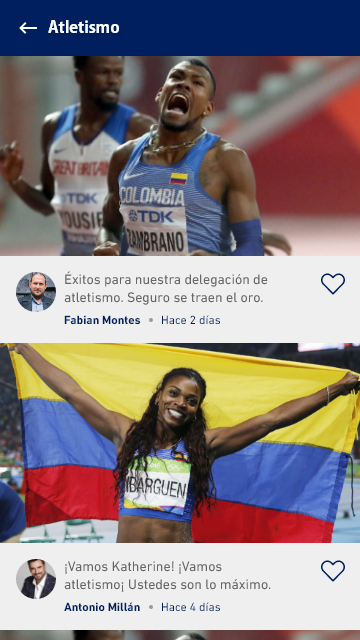 Atletismo
GREAT BRITAIN
TDK
YOUSIF
COLOMBIA
TDK
ZAMBRANO
Éxitos para nuestra delegación de
atletismo. Seguro se traen el oro.
Fabian Montes • Hace 2 días
IBARGUEN
¡Vamos Katherine! ¡Vamos
atletismo¡ Ustedes son lo máximo.
Antonio Millán • Hace 4 días